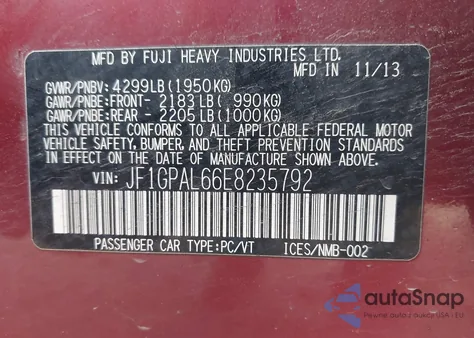 MFD BY FUJI HEAVY INDUSTRIES LTD.
MFD IN 11/13
GVWR/PNBV: 4299LB(1950KG)
GAWR/PNBE:FRONT- 2183LB( 990KG)
GAWR/PNBE:REAR - 2205LB(1000KG)
THIS VEHICLE CONFORMS TO ALL APPLICABLE FEDERAL MOTOR
VEHICLE SAFETY, BUMPER, AND THEFT PREVENTION STANDARDS
IN EFFECT ON THE DATE OF MANUFACTURE SHOWN ABOVE.
VIN: JF1GPAL66E8235792
PASSENGER CAR TYPE:PC/VT ICES/NMB-002
autoSnap